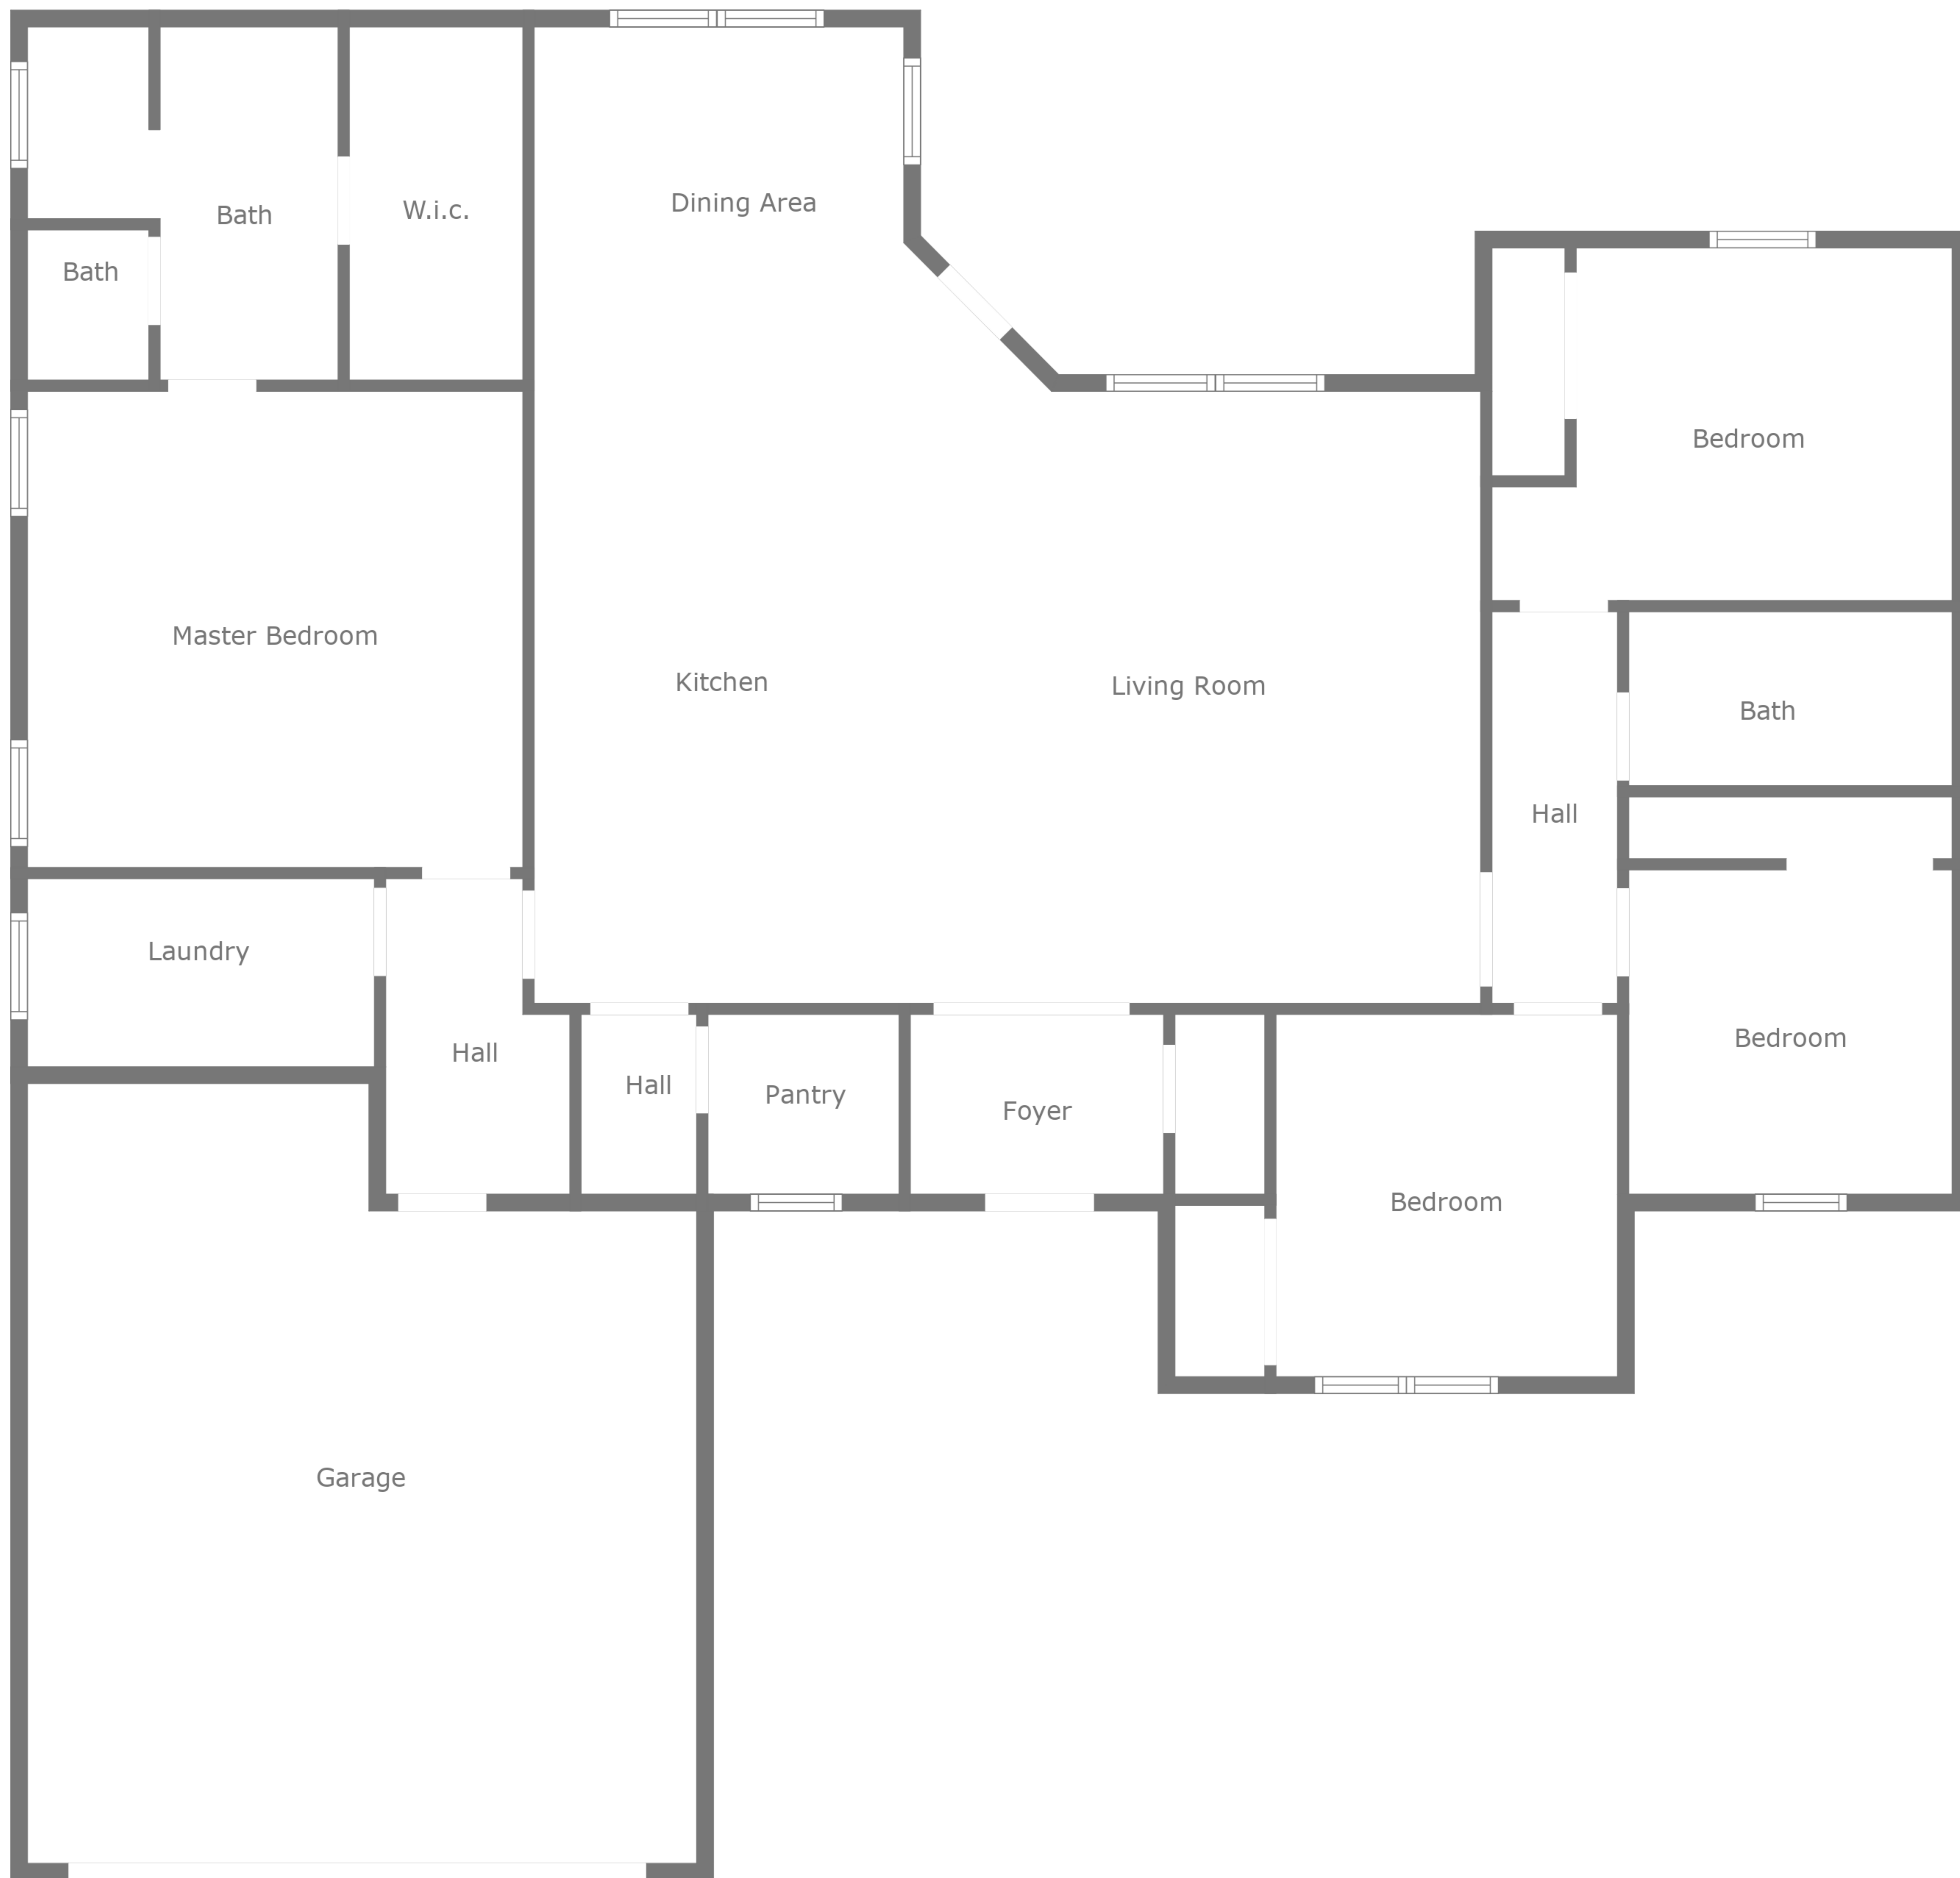 Dining Area
Bath
W.i.c.
Bath
Bedroom
Master Bedroom
Kitchen
Living Room
Bath
Hall
Laundry
Bedroom
Hall
Hall
Pantry
Foyer
Bedroom
Garage